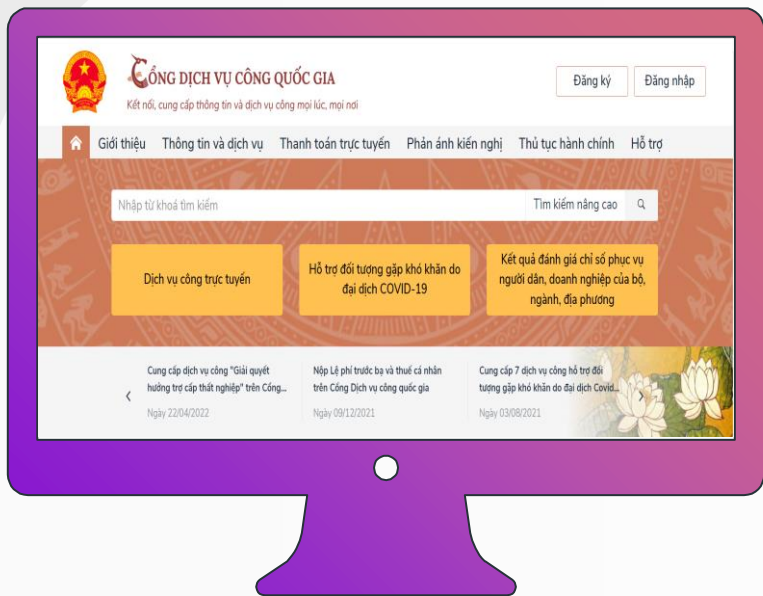 CỔNG DỊCH VỤ CÔNG QUỐC GIA
Kết nối, cung cấp thông tin và dịch vụ công mọi lúc, mọi nơi
Đăng ký
Đăng nhập
Giới thiệu
Thông tin và dịch vụ
Thanh toán trực tuyến
Phản ánh kiến nghị
Thủ tục hành chính
Hỗ trợ
Nhập từ khoá tìm kiếm
Tìm kiếm nâng cao
Dịch vụ công trực tuyến
Hỗ trợ đối tượng gặp khó khăn do
đại dịch COVID-19
Kết quả đánh giá chỉ số phục vụ
người dân, doanh nghiệp của bộ,
ngành, địa phương
Cung cấp dịch vụ công "Giải quyết
hưởng trợ cấp thất nghiệp" trên Cổng...
Ngày 22/04/2022
Nộp Lệ phí trước bạ và thuế cá nhân
trên Cổng Dịch vụ công quốc gia
Ngày 09/12/2021
Cung cấp 7 dịch vụ công hỗ trợ đối
tượng gặp khó khăn do đại dịch Covid...
Ngày 03/08/2021